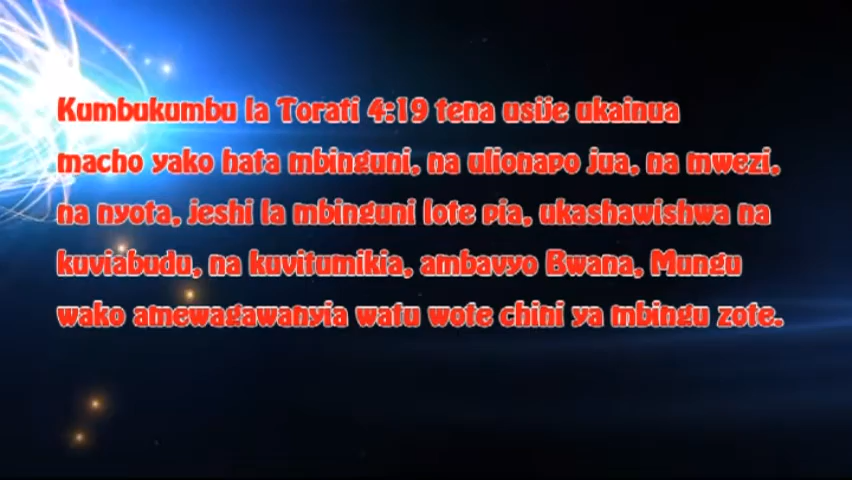 Kumbukumbu la Torati 4:19 tena usije ukainua
macho yako hata mbinguni, na ulionapo jua, na mwezi,
na nyota, jeshi la mbinguni lote pia, ukashawishwa na
kuviabudu, na kuvitumikia, ambavyo Bwana, Mungu
wako amewagawanyia watu wote chini ya mbingu zote.